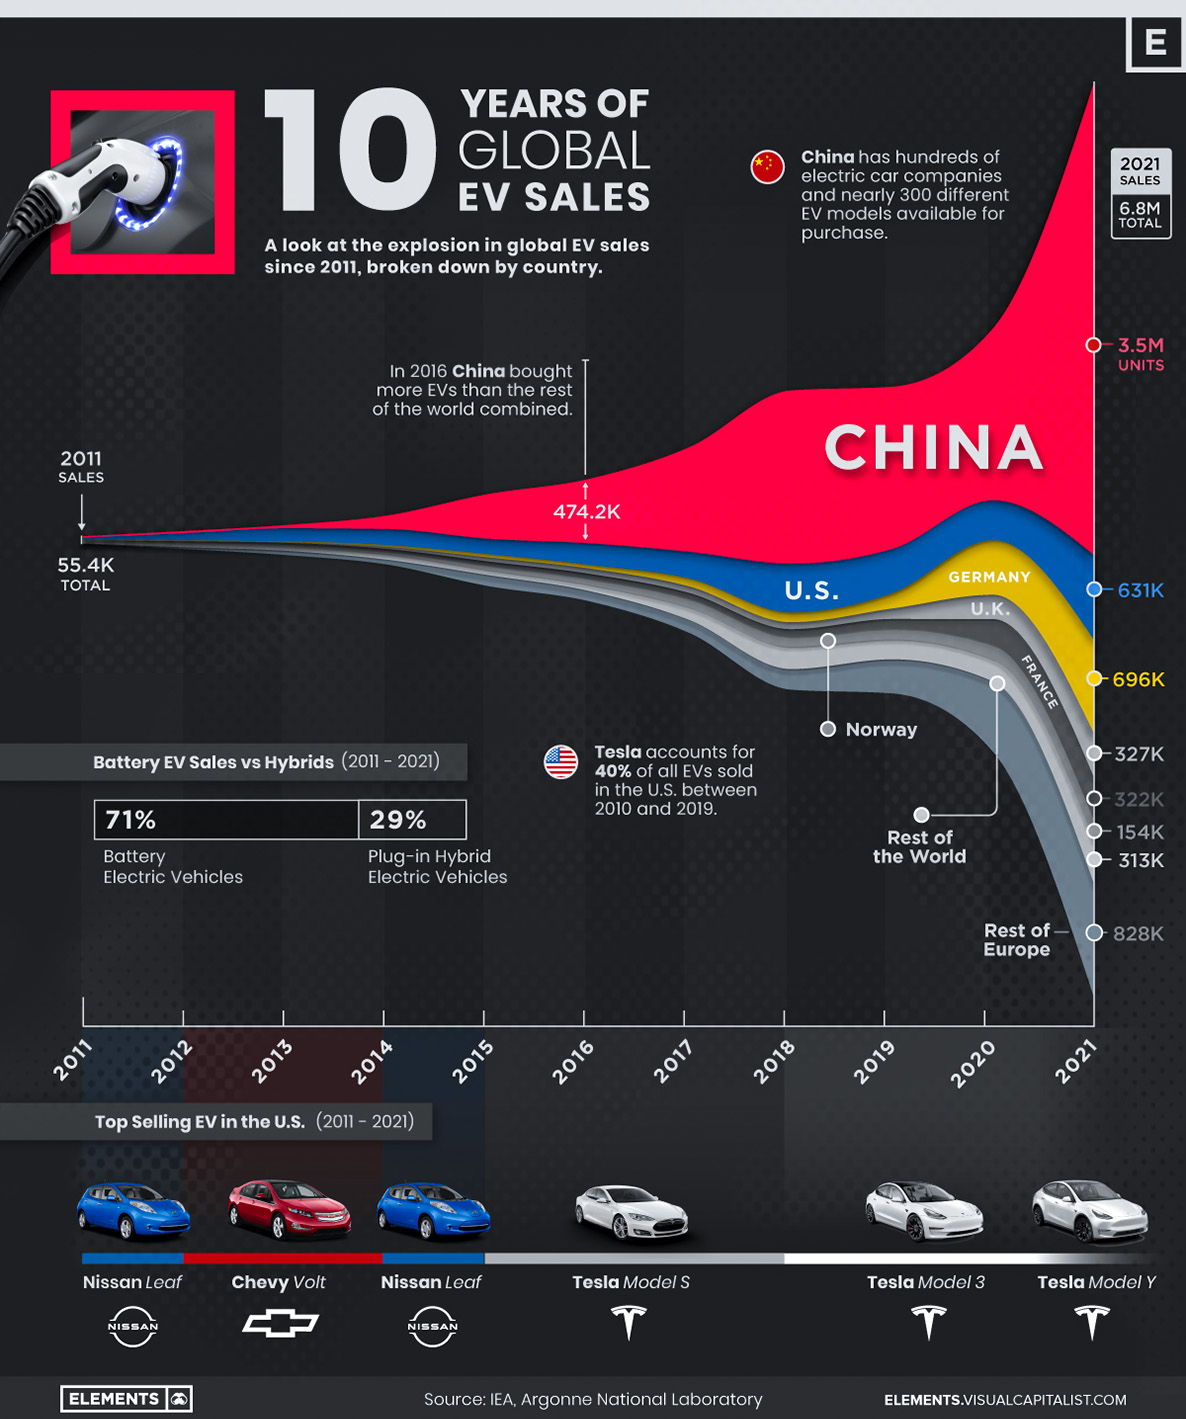 E
10
YEARS OF
GLOBAL
EV SALES
A look at the explosion in global EV sales
since 2011, broken down by country.
China has hundreds of
electric car companies
and nearly 300 different
EV models available for
purchase.
2021
SALES
6.8M
TOTAL
3.5M
UNITS
In 2016 China bought
more EVs than the rest
of the world combined.
CHINA
2011
SALES
474.2K
55.4K
TOTAL
GERMANY
U.S.
631K
U.K.
FRANCE
696K
Norway
327K
Battery EV Sales vs Hybrids (2011 - 2021)
71%
29%
Battery
Electric Vehicles
Plug-in Hybrid
Electric Vehicles
Tesla accounts for
40% of all EVs sold
in the U.S. between
2010 and 2019.
322K
154K
Rest of
the World
313K
Rest of
Europe
828K
2011
2012
2013
2014
2015
2016
2017
2018
2019
2020
2021
Top Selling EV in the U.S. (2011 - 2021)
Nissan Leaf
Chevy Volt
Nissan Leaf
Tesla Model S
Tesla Model 3
Tesla Model Y
NISSAN
NISSAN
ELEMENTS
Source: IEA, Argonne National Laboratory
ELEMENTS.VISUALCAPITALIST.COM